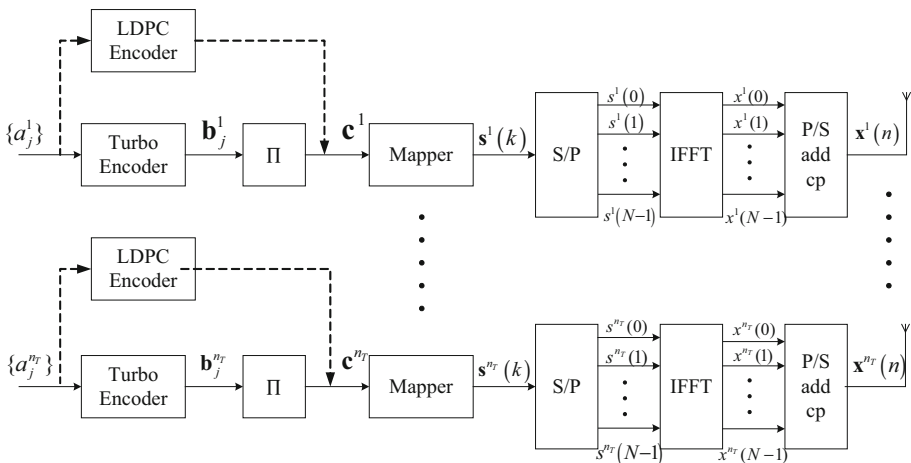 LDPC
Encoder
{a_j^1}
Turbo
Encoder
b_j^1
Π
c^1
Mapper
s^1(k)
S/P
s^1(0)
s^1(1)
s^1(N-1)
IFFT
x^1(0)
x^1(1)
x^1(N-1)
P/S
add
cp
x^1(n)
LDPC
Encoder
{a_j^{n_T}}
Turbo
Encoder
b_j^{n_T}
Π
c^{n_T}
Mapper
s^{n_T}(k)
S/P
s^{n_T}(0)
s^{n_T}(1)
s^{n_T}(N-1)
IFFT
x^{n_T}(0)
x^{n_T}(1)
x^{n_T}(N-1)
P/S
add
cp
x^{n_T}(n)